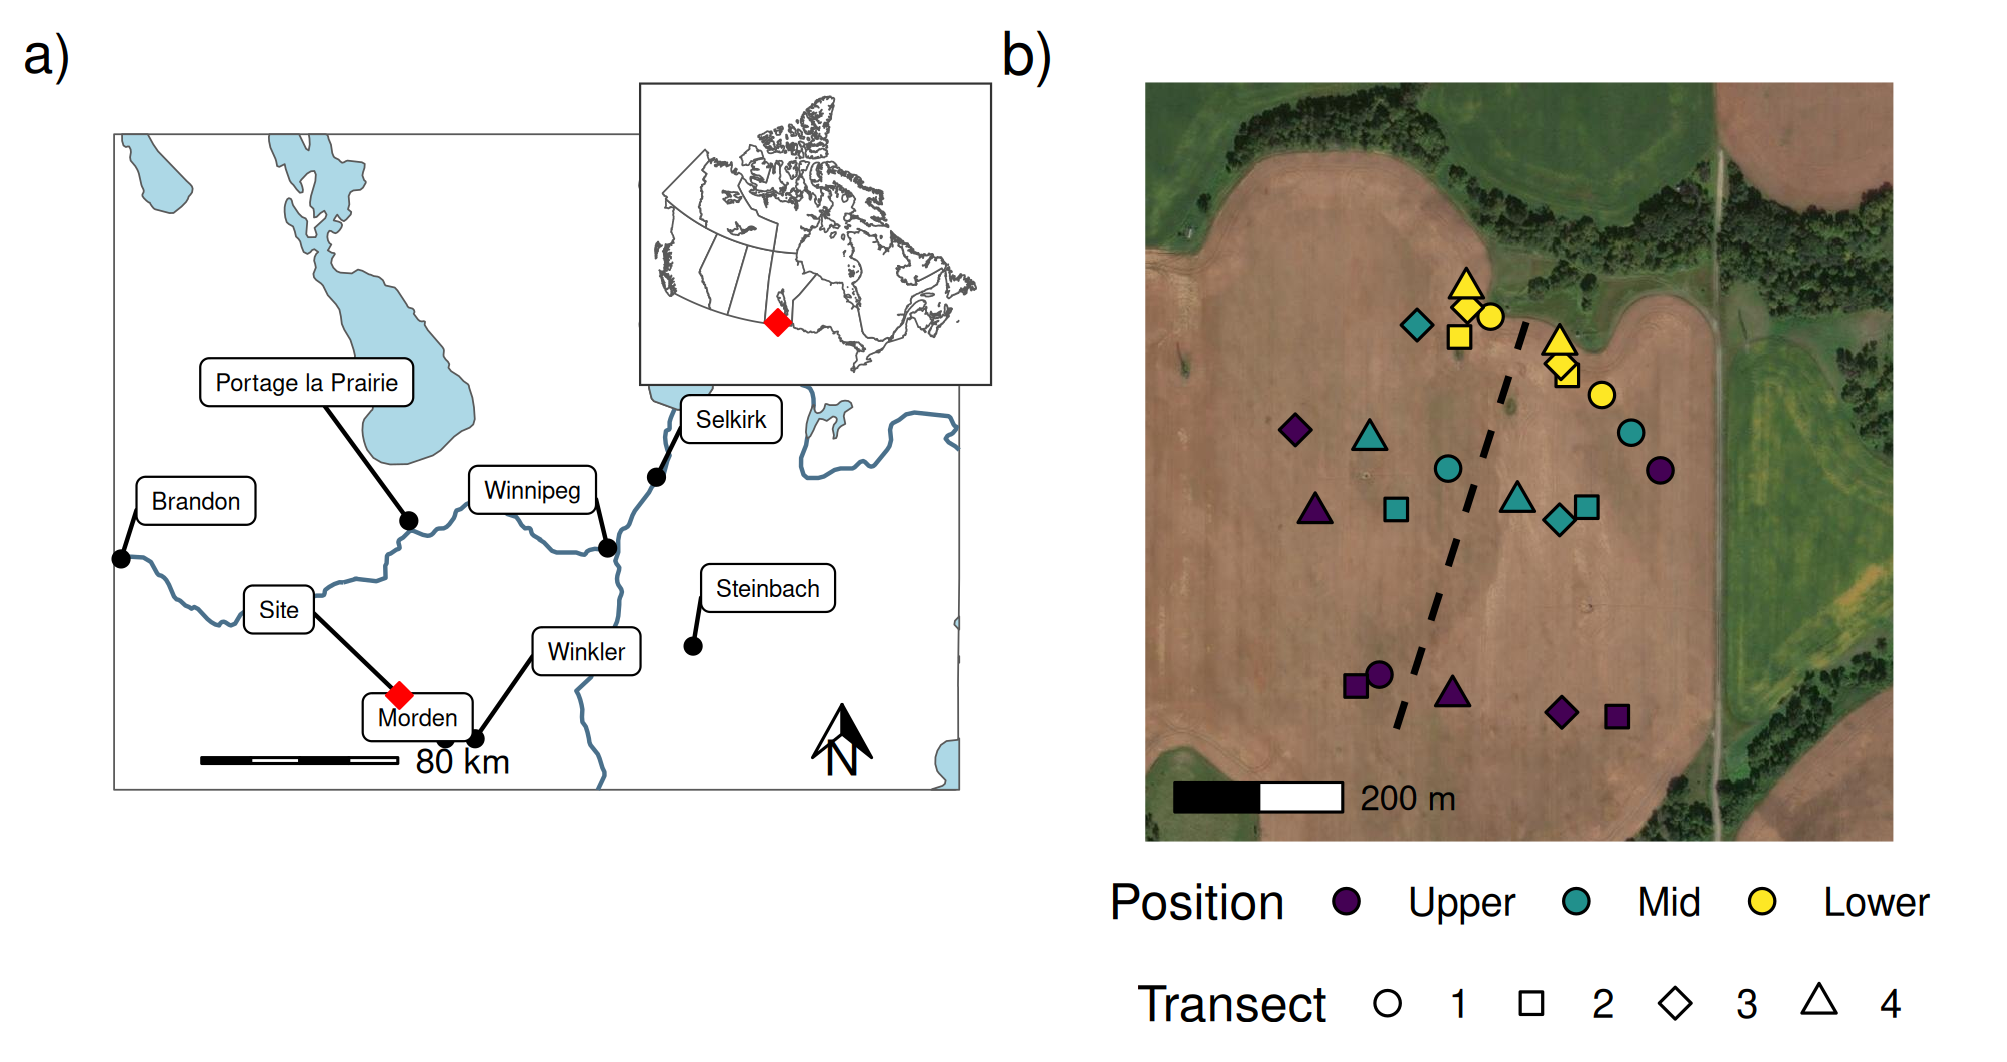 a)
b)
Portage la Prairie
Selkirk
Brandon
Winnipeg
Site
Steinbach
Winkler
Morden
80 km
N
200 m
Position Upper Mid Lower
Transect 1 2 3 4